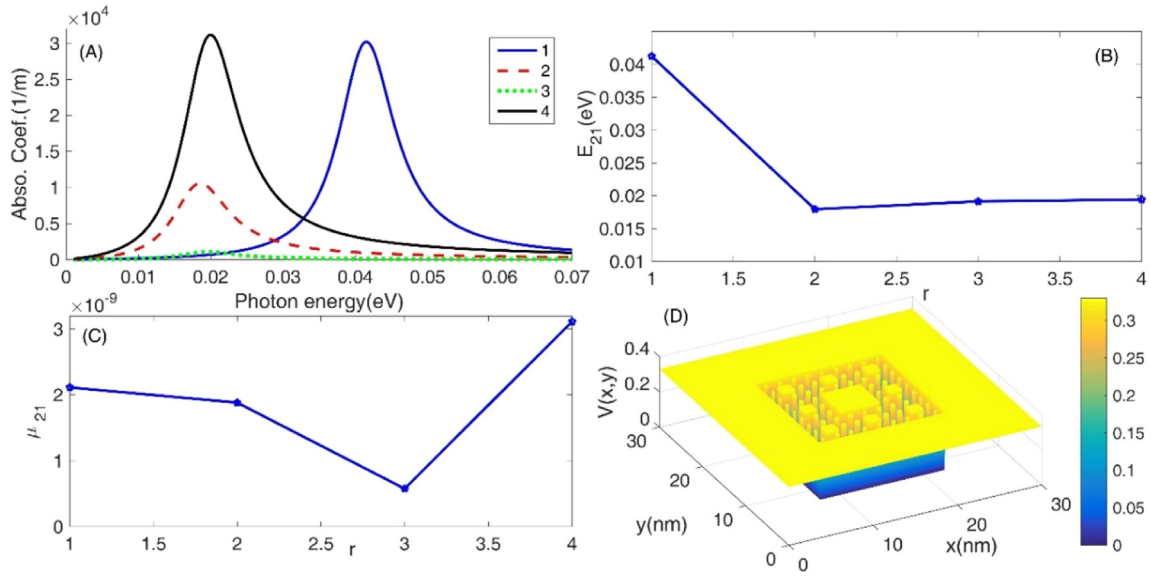 ×10⁴
(A)
3
2.5
2
1.5
1
0.5
0
Abso. Coef.(1/m)
0 0.01 0.02 0.03 0.04 0.05 0.06 0.07
Photon energy(eV)
1
2
3
4
(B)
0.04
0.035
0.03
0.025
0.02
0.015
0.01
E₂₁(eV)
1 1.5 2 2.5 3 3.5 4
r
×10⁻⁹
(C)
3
2
1
0
μ ₂₁
1 1.5 2 2.5 3 3.5 4
r
(D)
0.4
0.2
0
V(x,y)
30
20
10
0
y(nm)
0
10
20
30
x(nm)
0.3
0.25
0.2
0.15
0.1
0.05
0